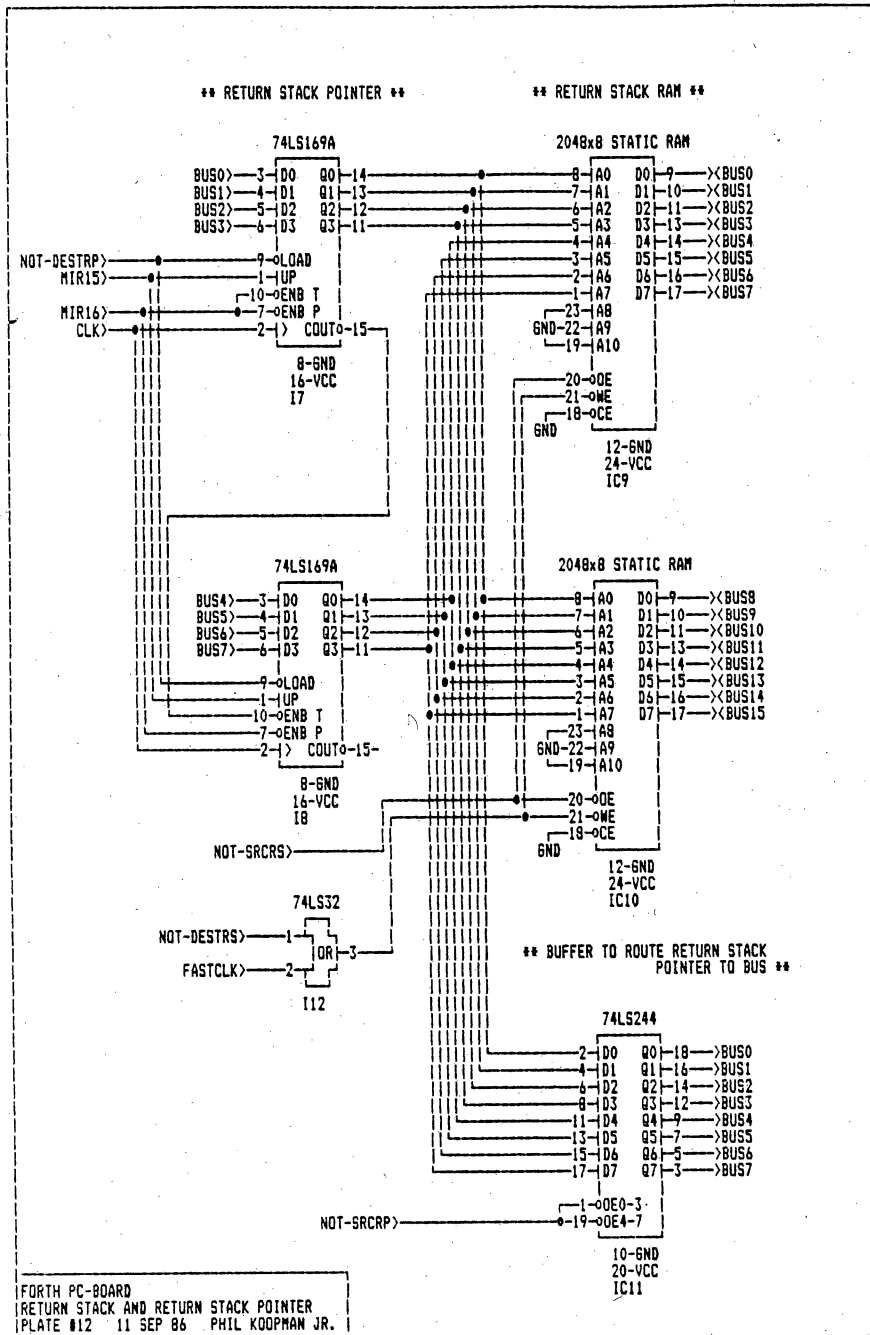 ** RETURN STACK POINTER **
** RETURN STACK RAM **
74LS169A
2048x8 STATIC RAM
BUS0>—3 D0 Q0 14
BUS1>—4 D1 Q1 13
BUS2>—5 D2 Q2 12
BUS3>—6 D3 Q3 11
NOT-DESTRP> 9 LOAD
MIR15> 1 UP
10 ENB T
MIR16> 7 ENB P
CLK> 2 > COUT 15
8-GND
16-VCC
I7
8 A0 D0 9 ><BUS0
7 A1 D1 10 ><BUS1
6 A2 D2 11 ><BUS2
5 A3 D3 13 ><BUS3
4 A4 D4 14 ><BUS4
3 A5 D5 15 ><BUS5
2 A6 D6 16 ><BUS6
1 A7 D7 17 ><BUS7
23 A8
GND-22 A9
19 A10
20 OE
21 WE
18 CE
GND
12-GND
24-VCC
IC9
74LS169A
2048x8 STATIC RAM
BUS4>—3 D0 Q0 14
BUS5>—4 D1 Q1 13
BUS6>—5 D2 Q2 12
BUS7>—6 D3 Q3 11
9 LOAD
1 UP
10 ENB T
7 ENB P
2 > COUT 15
8-GND
16-VCC
I8
8 A0 D0 9 ><BUS8
7 A1 D1 10 ><BUS9
6 A2 D2 11 ><BUS10
5 A3 D3 13 ><BUS11
4 A4 D4 14 ><BUS12
3 A5 D5 15 ><BUS13
2 A6 D6 16 ><BUS14
1 A7 D7 17 ><BUS15
23 A8
GND-22 A9
19 A10
20 OE
21 WE
18 CE
GND
12-GND
24-VCC
IC10
NOT-SRCRS>
74LS32
NOT-DESTRS> 1
OR 3
FASTCLK> 2
I12
** BUFFER TO ROUTE RETURN STACK
POINTER TO BUS **
74LS244
2 D0 Q0 18 >BUS0
4 D1 Q1 16 >BUS1
6 D2 Q2 14 >BUS2
8 D3 Q3 12 >BUS3
11 D4 Q4 9 >BUS4
13 D5 Q5 7 >BUS5
15 D6 Q6 5 >BUS6
17 D7 Q7 3 >BUS7
1 OE0-3
NOT-SRCRP> 19 OE4-7
10-GND
20-VCC
IC11
FORTH PC-BOARD
RETURN STACK AND RETURN STACK POINTER
PLATE #12 11 SEP 86 PHIL KOOPMAN JR.